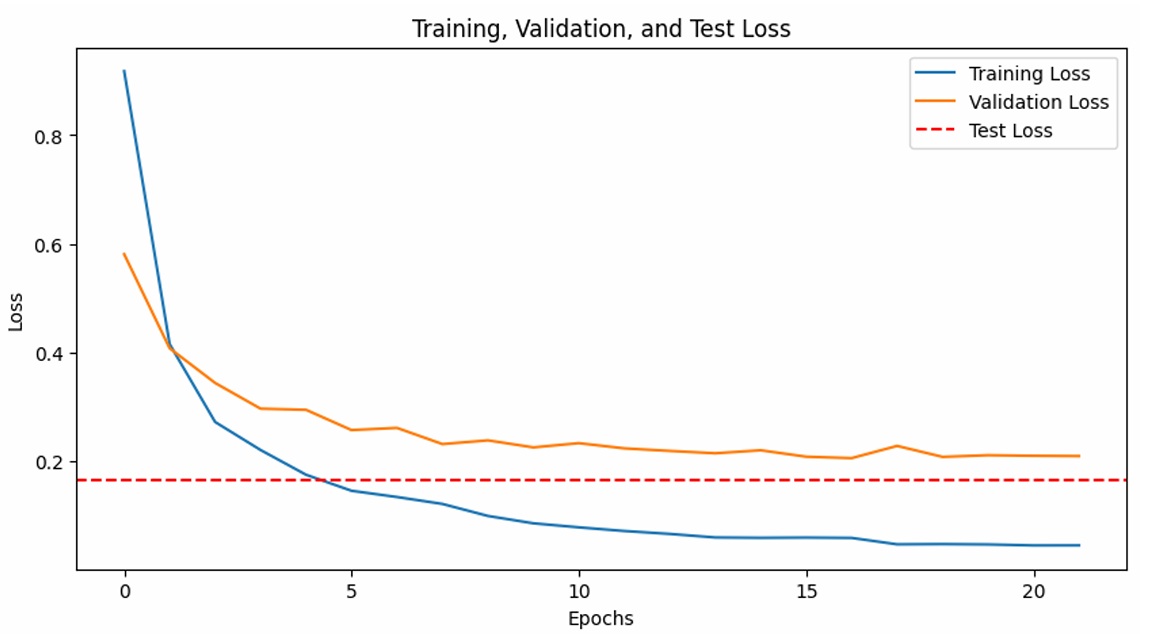 Training, Validation, and Test Loss
Training Loss
Validation Loss
Test Loss
Loss
0.8
0.6
0.4
0.2
0 5 10 15 20
Epochs